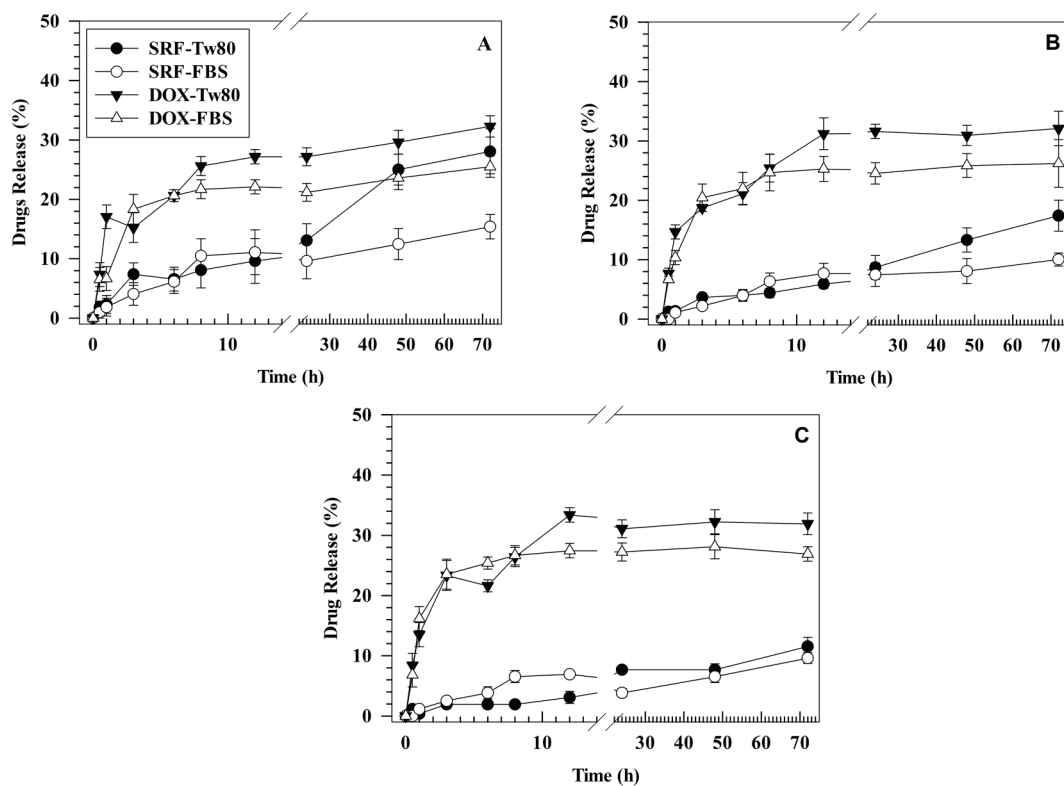 A
SRF-Tw80
SRF-FBS
DOX-Tw80
DOX-FBS
Drugs Release (%)
50
40
30
20
10
0
0 10 30 40 50 60 70
Time (h)
B
Drug Release (%)
50
40
30
20
10
0
0 10 30 40 50 60 70
Time (h)
C
Drug Release (%)
50
40
30
20
10
0
0 10 30 40 50 60 70
Time (h)